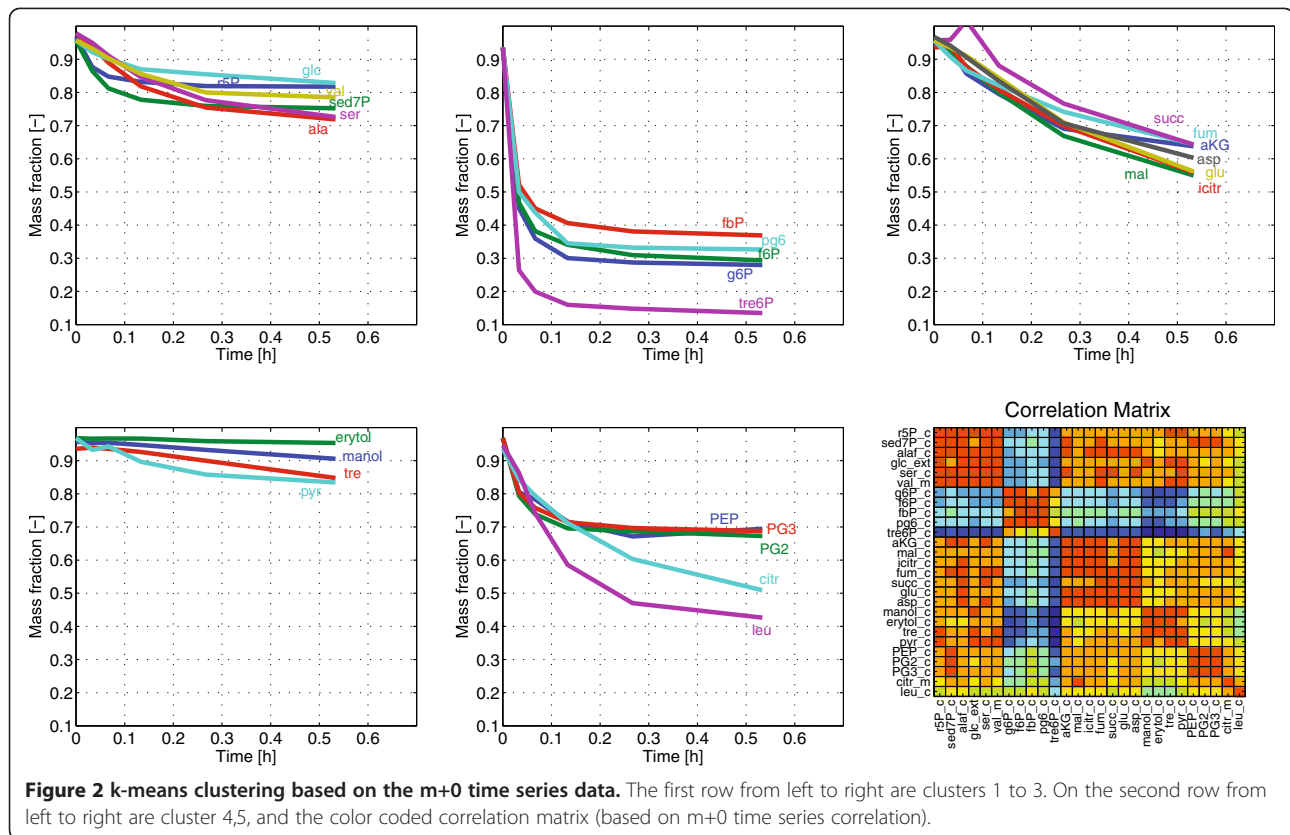 Mass fraction [−]
0.9
0.8
0.7
0.6
0.5
0.4
0.3
0.2
0.1
0 0.1 0.2 0.3 0.4 0.5 0.6
Time [h]
glc
r5P
val
sed7P
ser
ala
Mass fraction [−]
0.9
0.8
0.7
0.6
0.5
0.4
0.3
0.2
0.1
0 0.1 0.2 0.3 0.4 0.5 0.6
Time [h]
fbP
pg6
f6P
g6P
tre6P
Mass fraction [−]
0.9
0.8
0.7
0.6
0.5
0.4
0.3
0.2
0.1
0 0.1 0.2 0.3 0.4 0.5 0.6
Time [h]
succ
fum
aKG
asp
glu
mal
icitr
Mass fraction [−]
0.9
0.8
0.7
0.6
0.5
0.4
0.3
0.2
0.1
0 0.1 0.2 0.3 0.4 0.5 0.6
Time [h]
erytol
manol
tre
pyr
Mass fraction [−]
0.9
0.8
0.7
0.6
0.5
0.4
0.3
0.2
0.1
0 0.1 0.2 0.3 0.4 0.5 0.6
Time [h]
PEP
PG3
PG2
citr
leu
Correlation Matrix
r5P_c
sed7P_c
alaf_c
glc_ext
ser_c
val_m
g6P_c
f6P_c
fbP_c
pg6_c
tre6P_c
aKG_c
mal_c
icitr_c
fum_c
succ_c
glu_c
asp_c
manol_c
erytol_c
tre_c
pyr_c
PEP_c
PG2_c
PG3_c
citr_m
leu_c
r5P_c
sed7P_c
alaf_c
glc_ext
ser_c
val_m
g6P_c
f6P_c
fbP_c
pg6_c
tre6P_c
aKG_c
mal_c
icitr_c
fum_c
succ_c
glu_c
asp_c
manol_c
erytol_c
tre_c
pyr_c
PEP_c
PG2_c
PG3_c
citr_m
leu_c
Figure 2 k-means clustering based on the m+0 time series data. The first row from left to right are clusters 1 to 3. On the second row from
left to right are cluster 4,5, and the color coded correlation matrix (based on m+0 time series correlation).